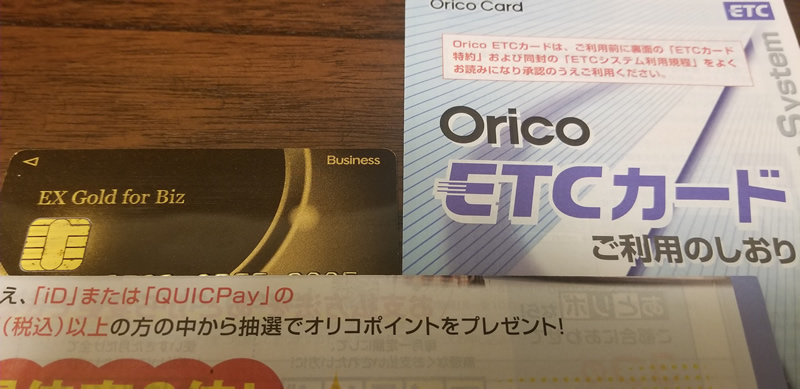 Orico Card
ETC
Orico ETCカードは、ご利用前に裏面の「ETCカード
特約」および同封の「ETCシステム利用規程」をよく
お読みになり承認のうえご利用ください。
System
Orico
ETCカード
ご利用のしおり
Business
EX Gold for Biz
え、「iD」または「QUICPay」の
(税込)以上の方の中から抽選でオリコポイントをプレゼント!